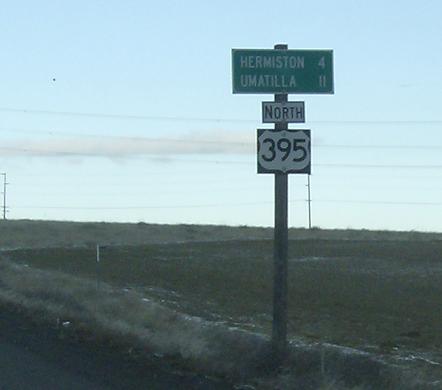 HERMISTON 4
UMATILLA 11
NORTH
395